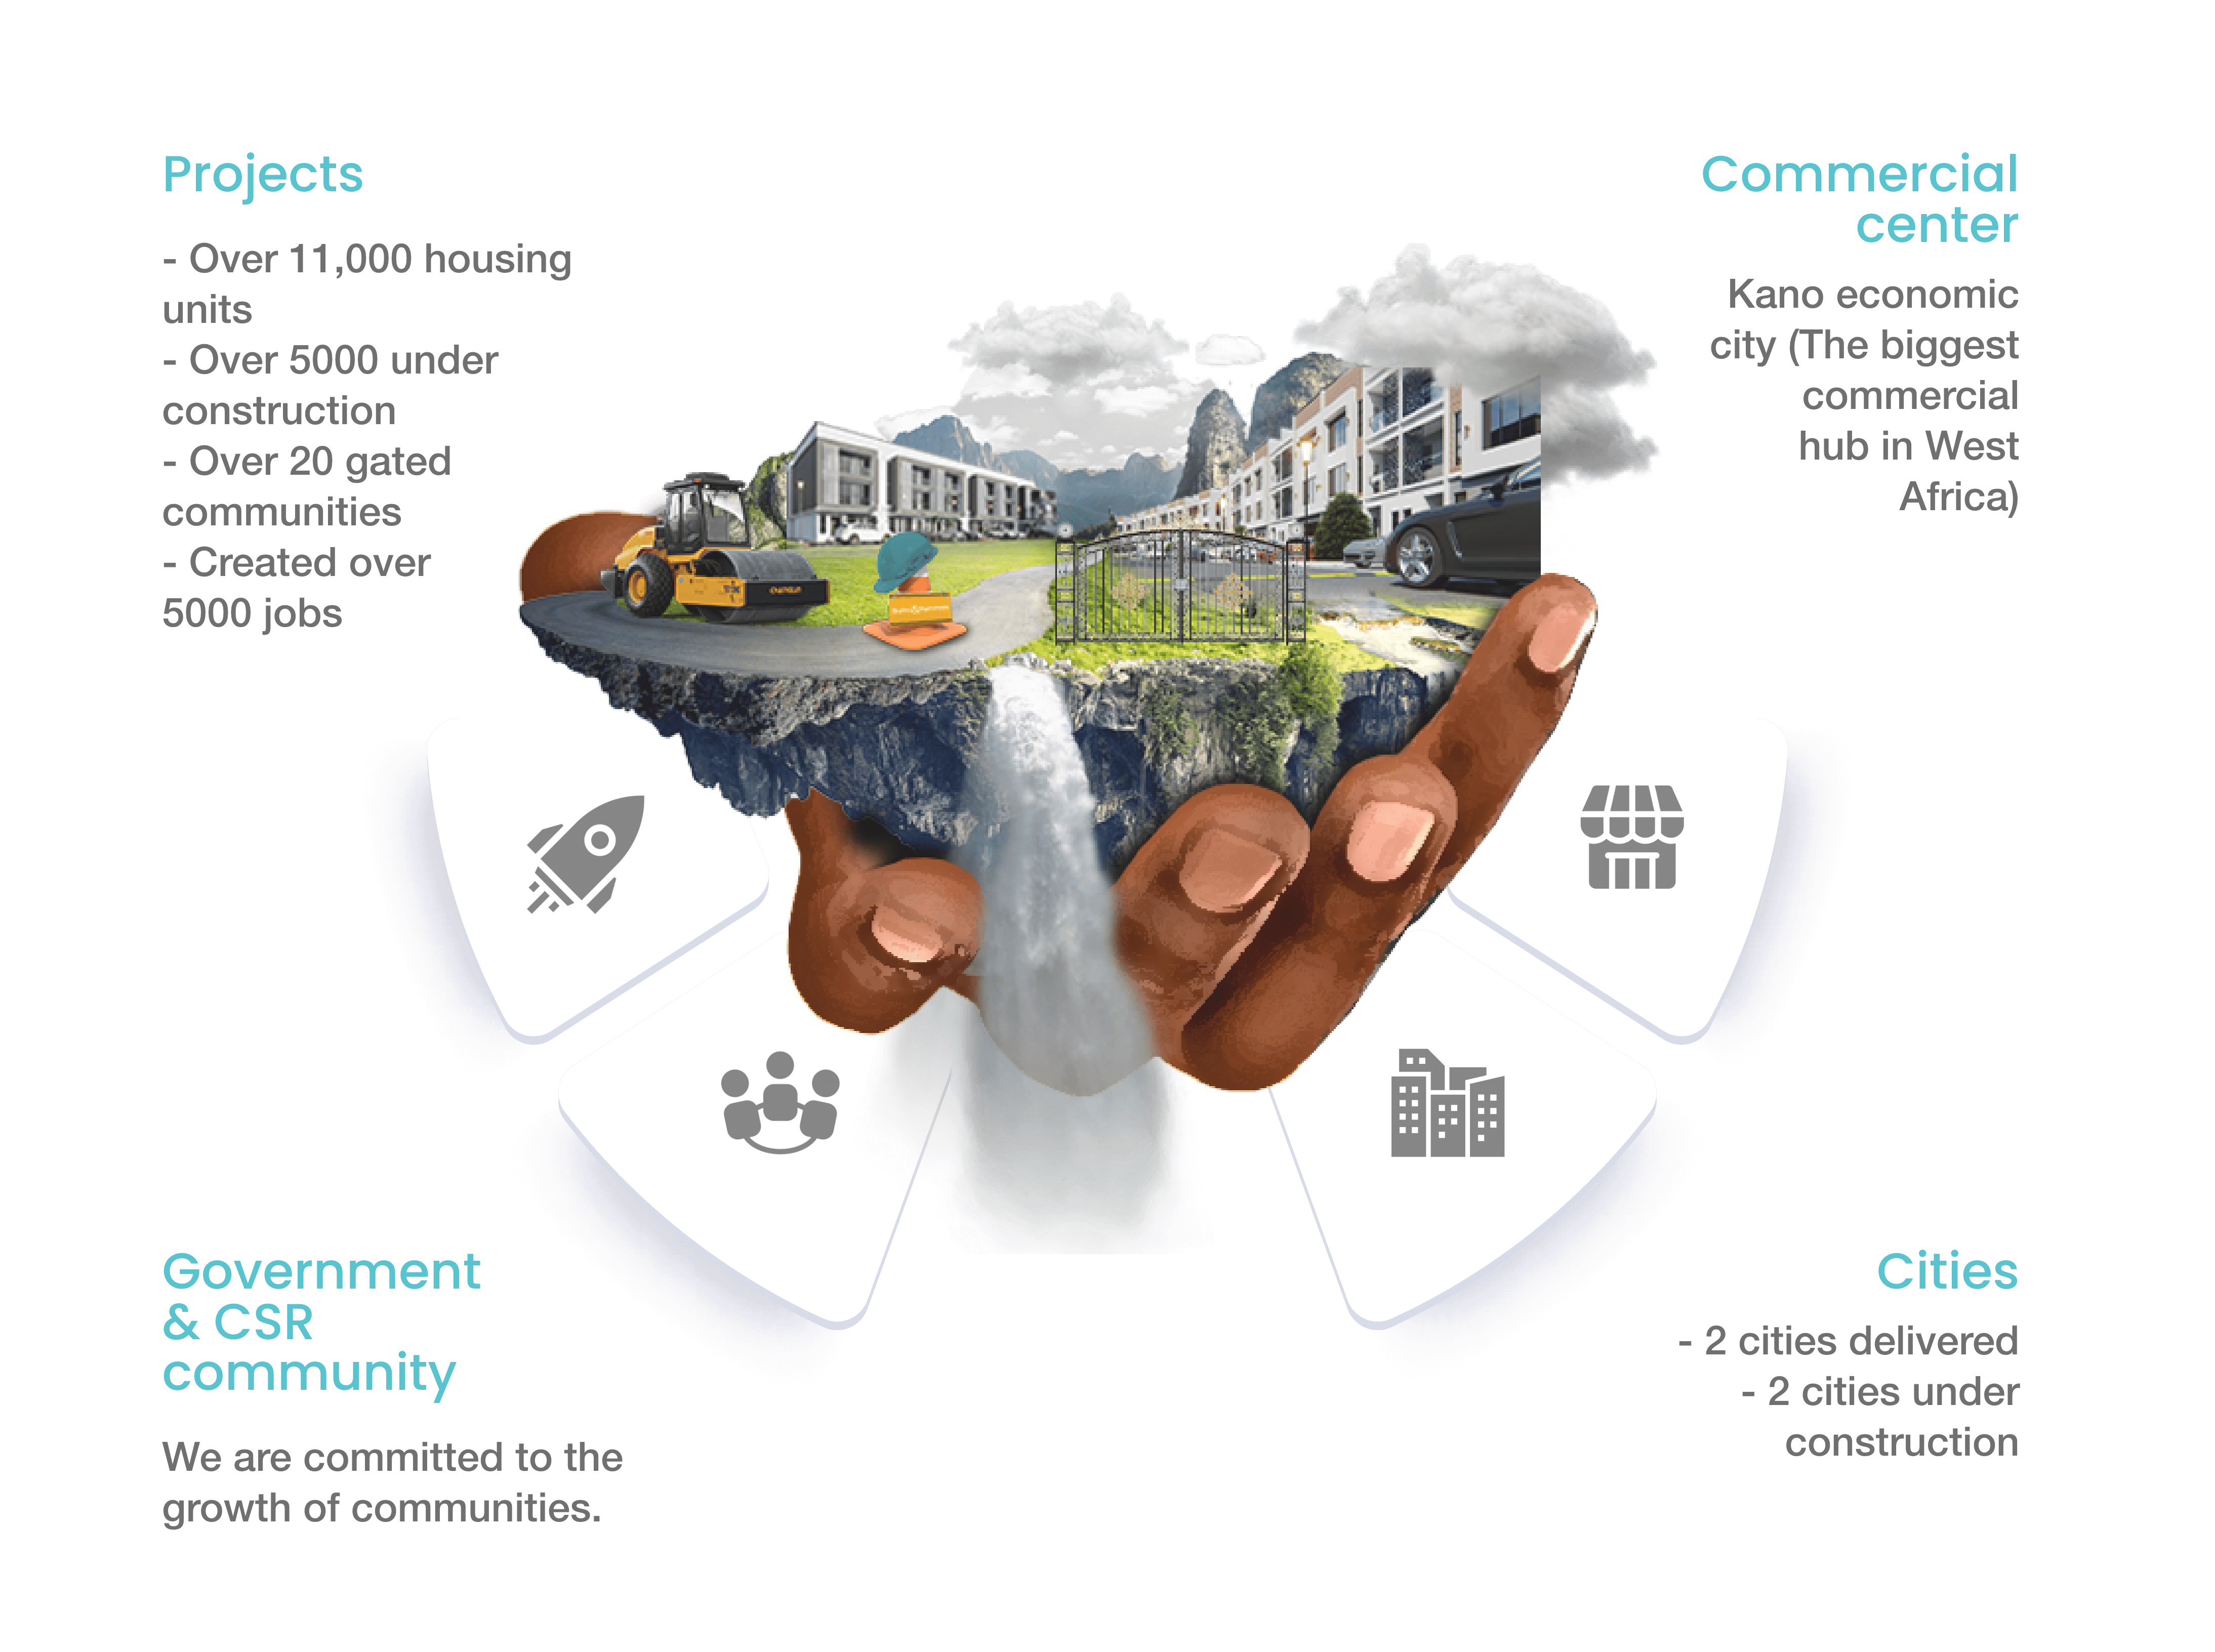 Projects
- Over 11,000 housing
units
- Over 5000 under
construction
- Over 20 gated
communities
- Created over
5000 jobs
Commercial
center
Kano economic
city (The biggest
commercial
hub in West
Africa)
Government
& CSR
community
We are committed to the
growth of communities.
Cities
- 2 cities delivered
- 2 cities under
construction